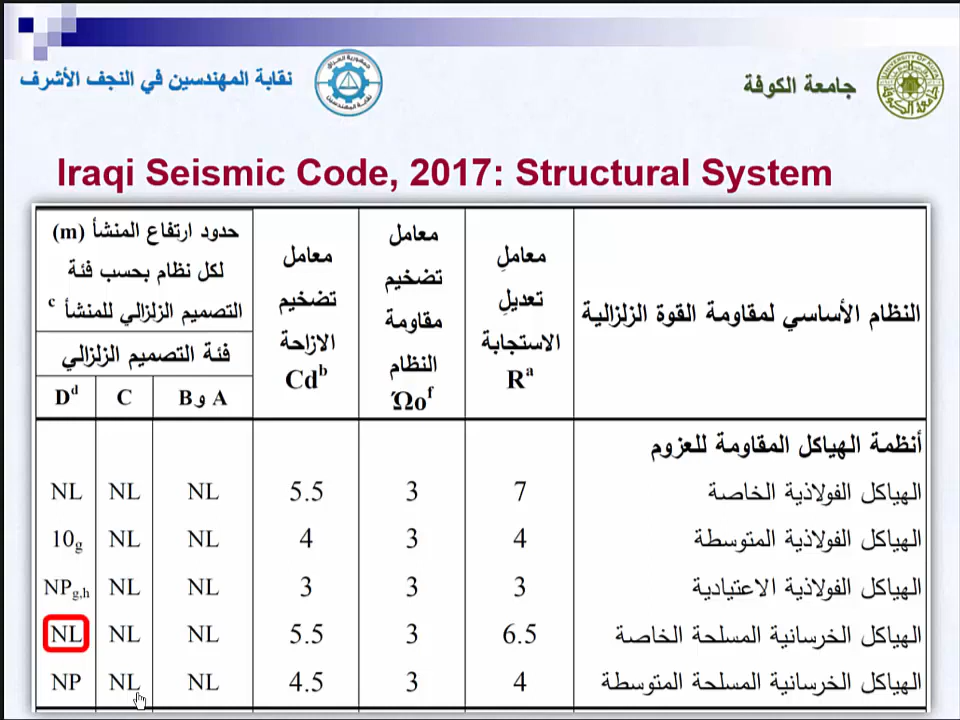 نقابة المهندسين في النجف الأشرف
جامعة الكوفة
Iraqi Seismic Code, 2017: Structural System
النظام الأساسي لمقاومة القوة الزلزالية
معاملِ
تعديلِ
الاستجابة
Rᵃ
معامل
تضخيم
مقاومة
النظام
Ώoᶠ
معامل
تضخيم
الازاحة
Cdᵇ
حدود ارتفاع المنشأ (m)
لكل نظام بحسب فئة
التصميم الزلزالي للمنشأ ᶜ
فئة التصميم الزلزالي
A و B
C
Dᵈ
أنظمة الهياكل المقاومة للعزوم
الهياكل الفولاذية الخاصة 7 3 5.5 NL NL NL
الهياكل الفولاذية المتوسطة 4 3 4 NL NL 10g
الهياكل الفولاذية الاعتيادية 3 3 3 NL NL NPg,h
الهياكل الخرسانية المسلحة الخاصة 6.5 3 5.5 NL NL NL
الهياكل الخرسانية المسلحة المتوسطة 4 3 4.5 NL NL NP